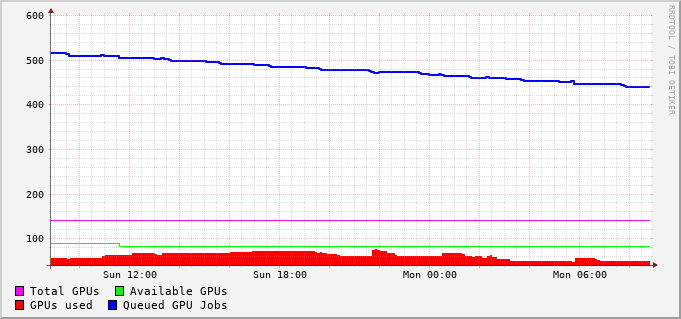 600
500
400
300
200
100
Sun 12:00 Sun 18:00 Mon 00:00 Mon 06:00
Total GPUs Available GPUs
GPUs used Queued GPU Jobs
RRDTOOL / TOBI OETIKER